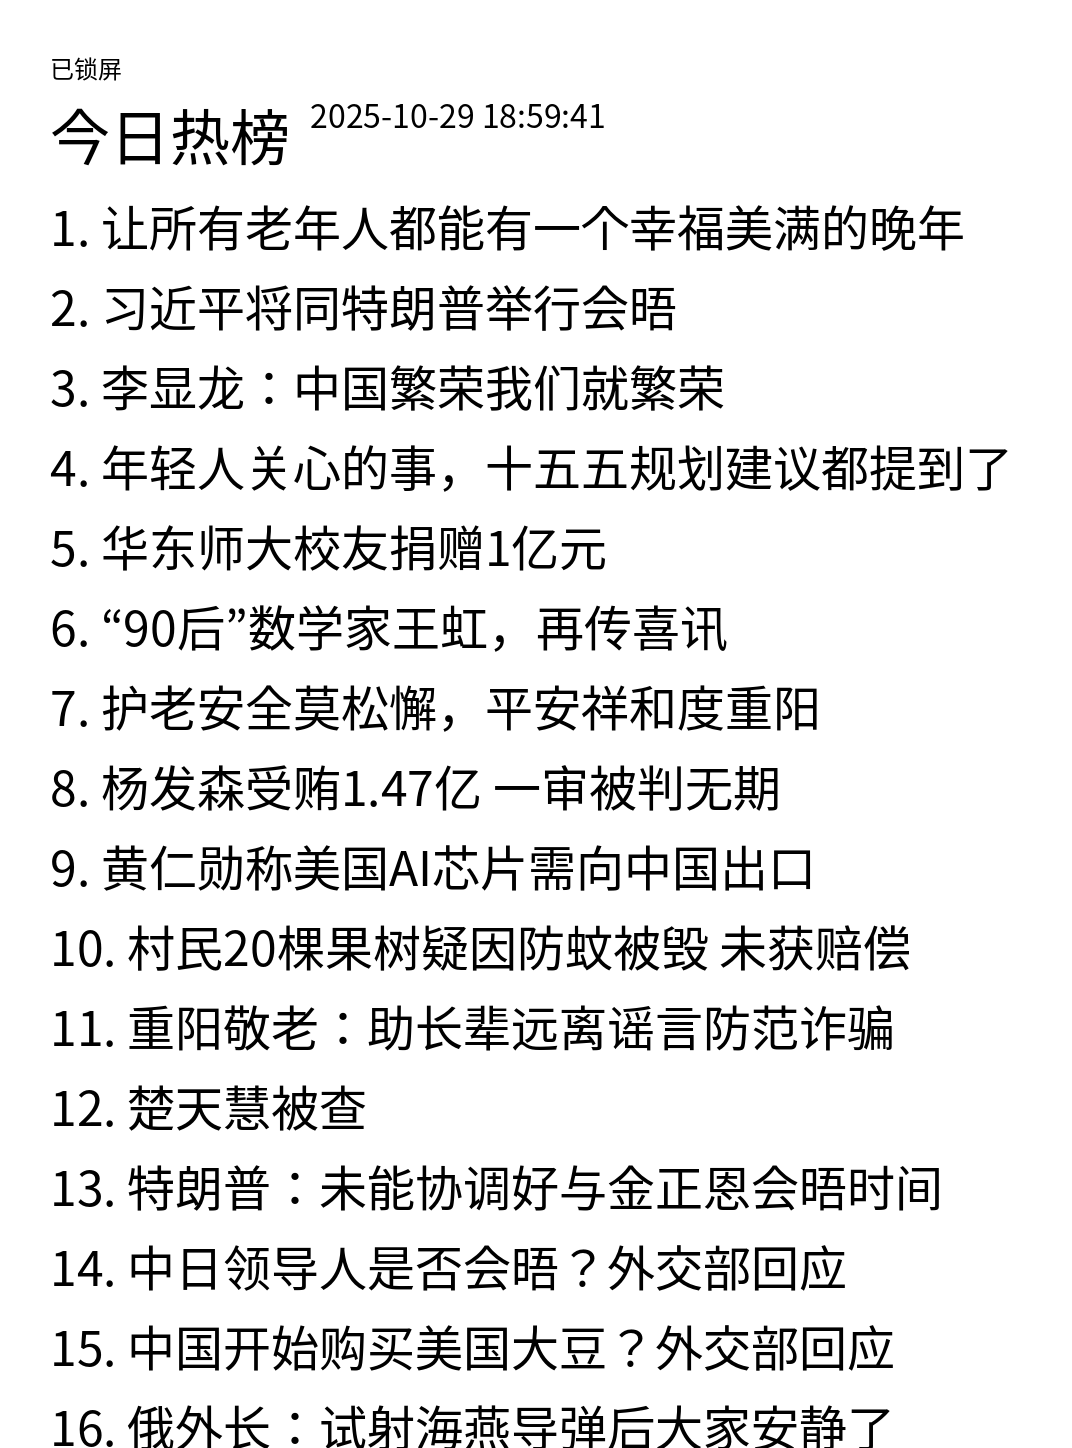 已锁屏
今日热榜 2025-10-29 18:59:41
1. 让所有老年人都能有一个幸福美满的晚年
2. 习近平将同特朗普举行会晤
3. 李显龙：中国繁荣我们就繁荣
4. 年轻人关心的事，十五五规划建议都提到了
5. 华东师大校友捐赠1亿元
6. “90后”数学家王虹，再传喜讯
7. 护老安全莫松懈，平安祥和度重阳
8. 杨发森受贿1.47亿 一审被判无期
9. 黄仁勋称美国AI芯片需向中国出口
10. 村民20棵果树疑因防蚊被毁 未获赔偿
11. 重阳敬老：助长辈远离谣言防范诈骗
12. 楚天慧被查
13. 特朗普：未能协调好与金正恩会晤时间
14. 中日领导人是否会晤？外交部回应
15. 中国开始购买美国大豆？外交部回应
16. 俄外长：试射海燕导弹后大家安静了